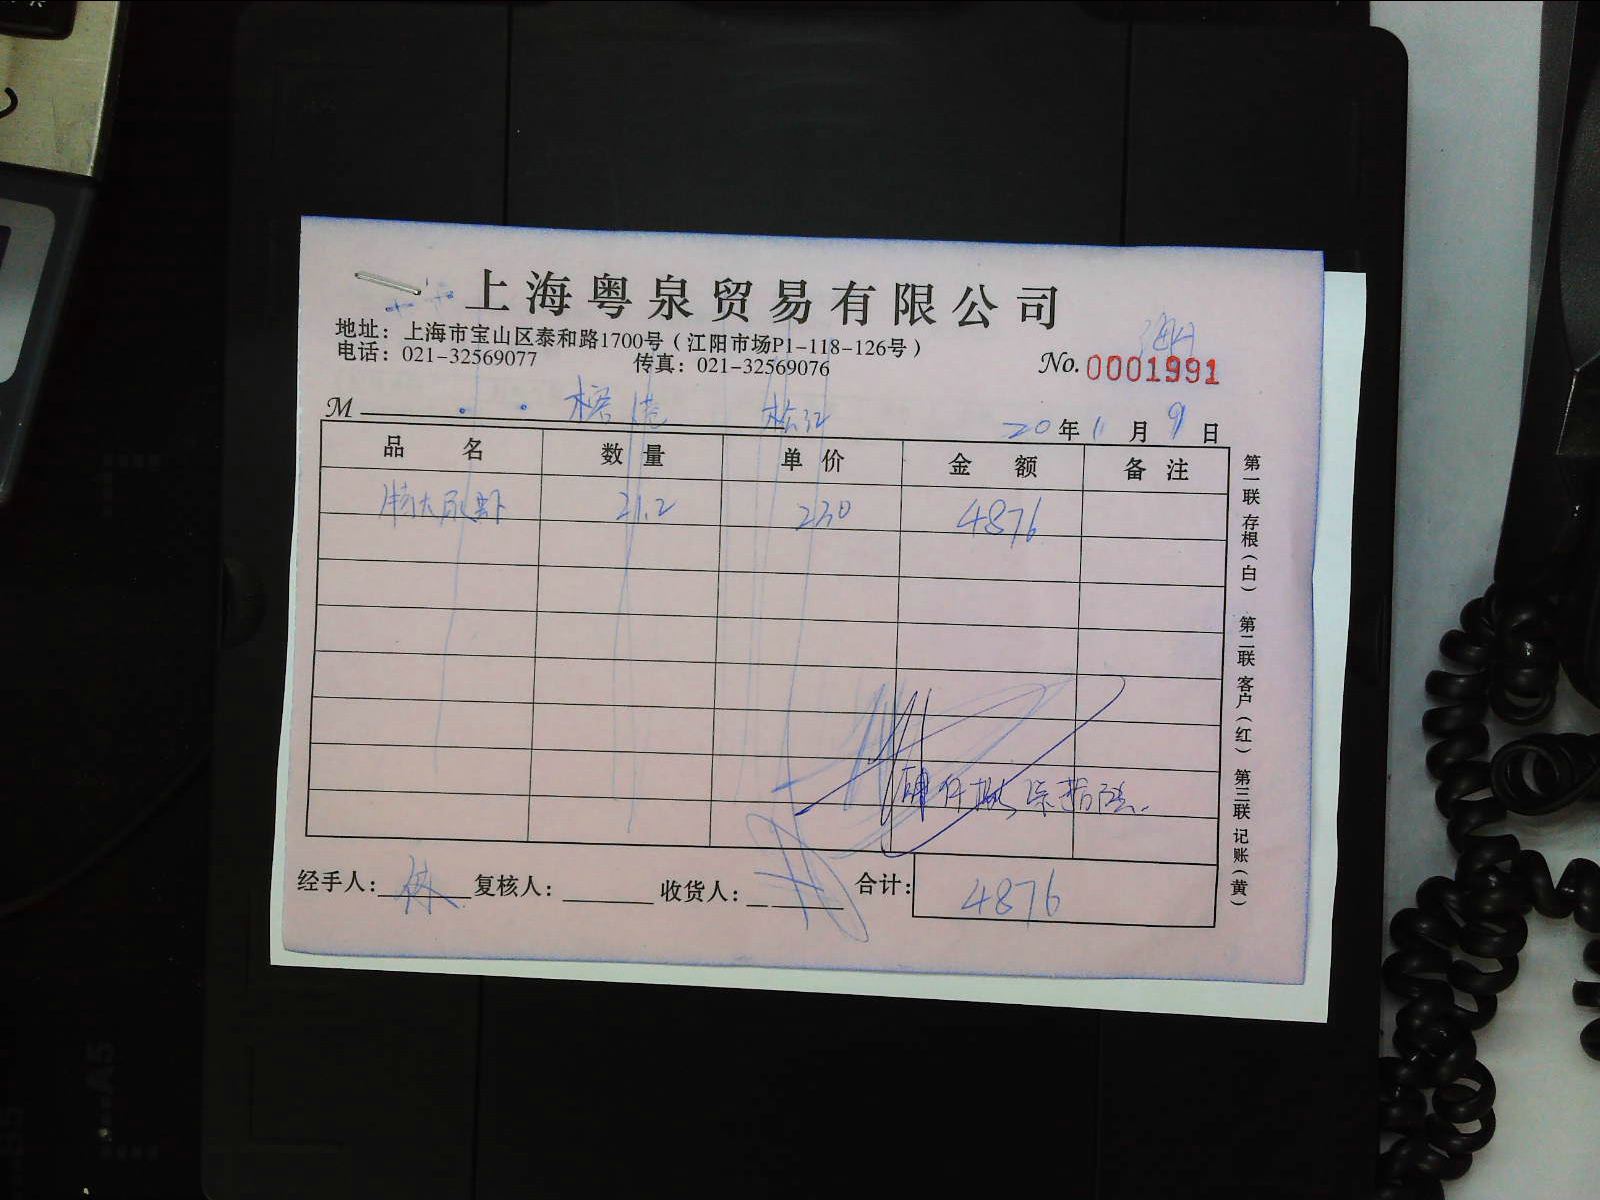 上海粤泉贸易有限公司
地址：上海市宝山区泰和路1700号（江阳市场P1-118-126号）
电话：021-32569077 传真：021-32569076
No. 0001991
M 榕港 松江
20年11月9日
品名 数量 单价 金额 备注
21.2 230 4876
经手人： 复核人： 收货人： 合计：4876
第一联 存根（白） 第二联 客户（红） 第三联 记账（黄）